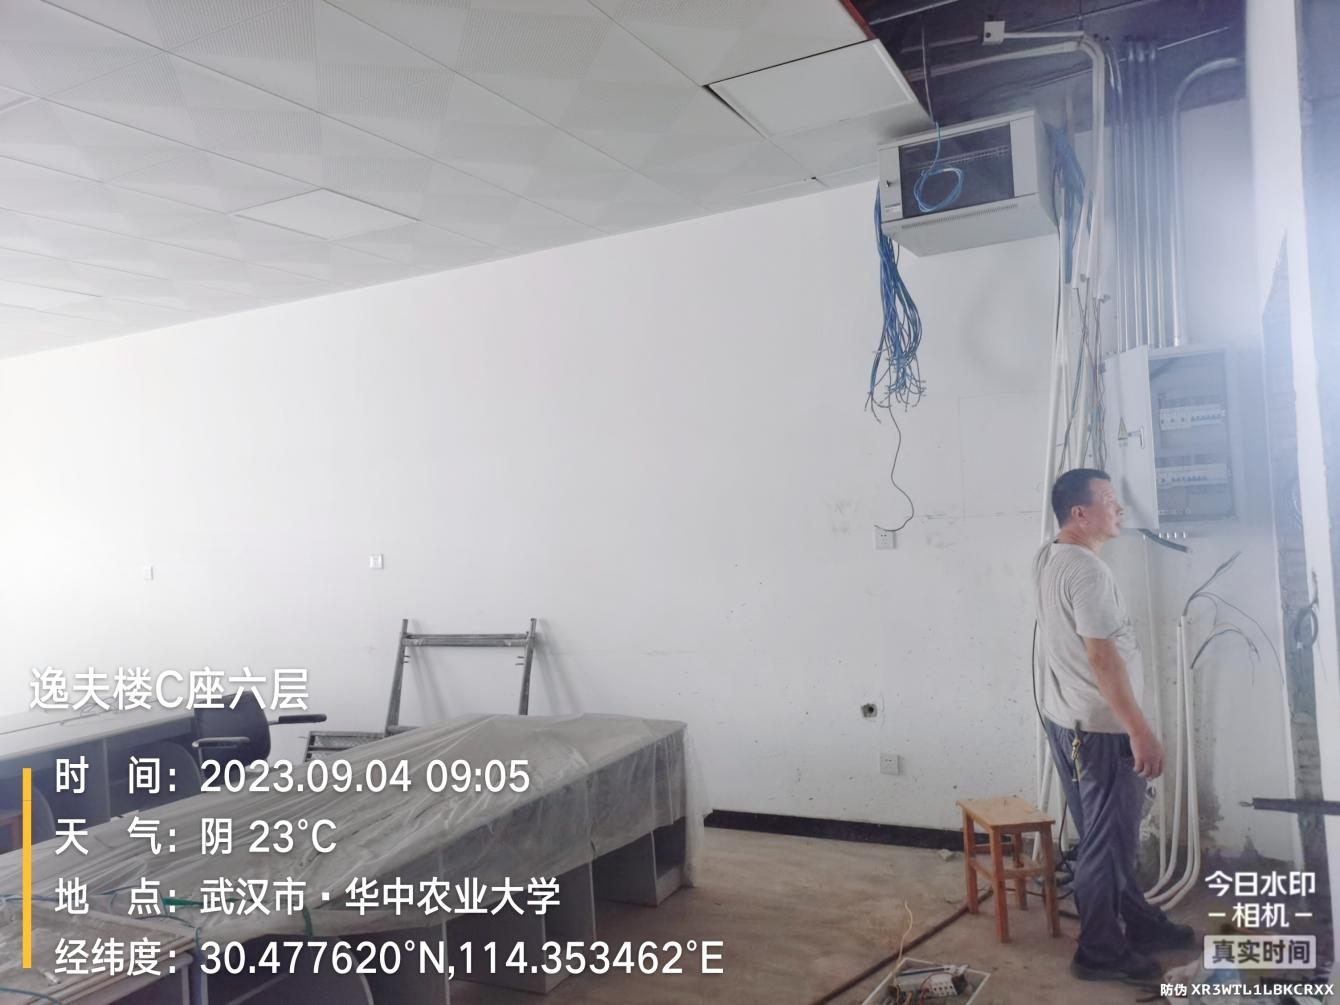 逸夫楼C座六层
时 间：2023.09.04 09:05
天 气：阴 23°C
地 点：武汉市·华中农业大学
经纬度：30.477620°N,114.353462°E
今日水印
-相机-
真实时间
防伪 XR3WTL1LBKCRXX